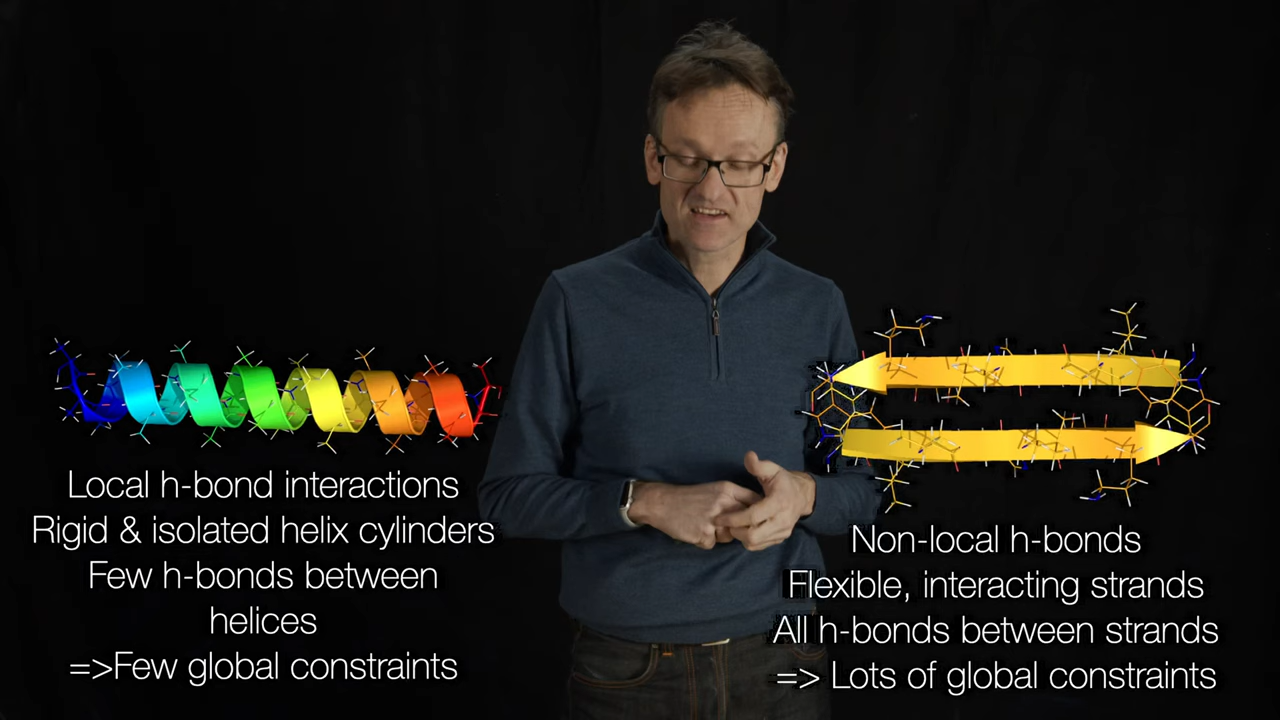 Local h-bond interactions
Rigid & isolated helix cylinders
Few h-bonds between
helices
=>Few global constraints
Non-local h-bonds
Flexible, interacting strands
All h-bonds between strands
=> Lots of global constraints